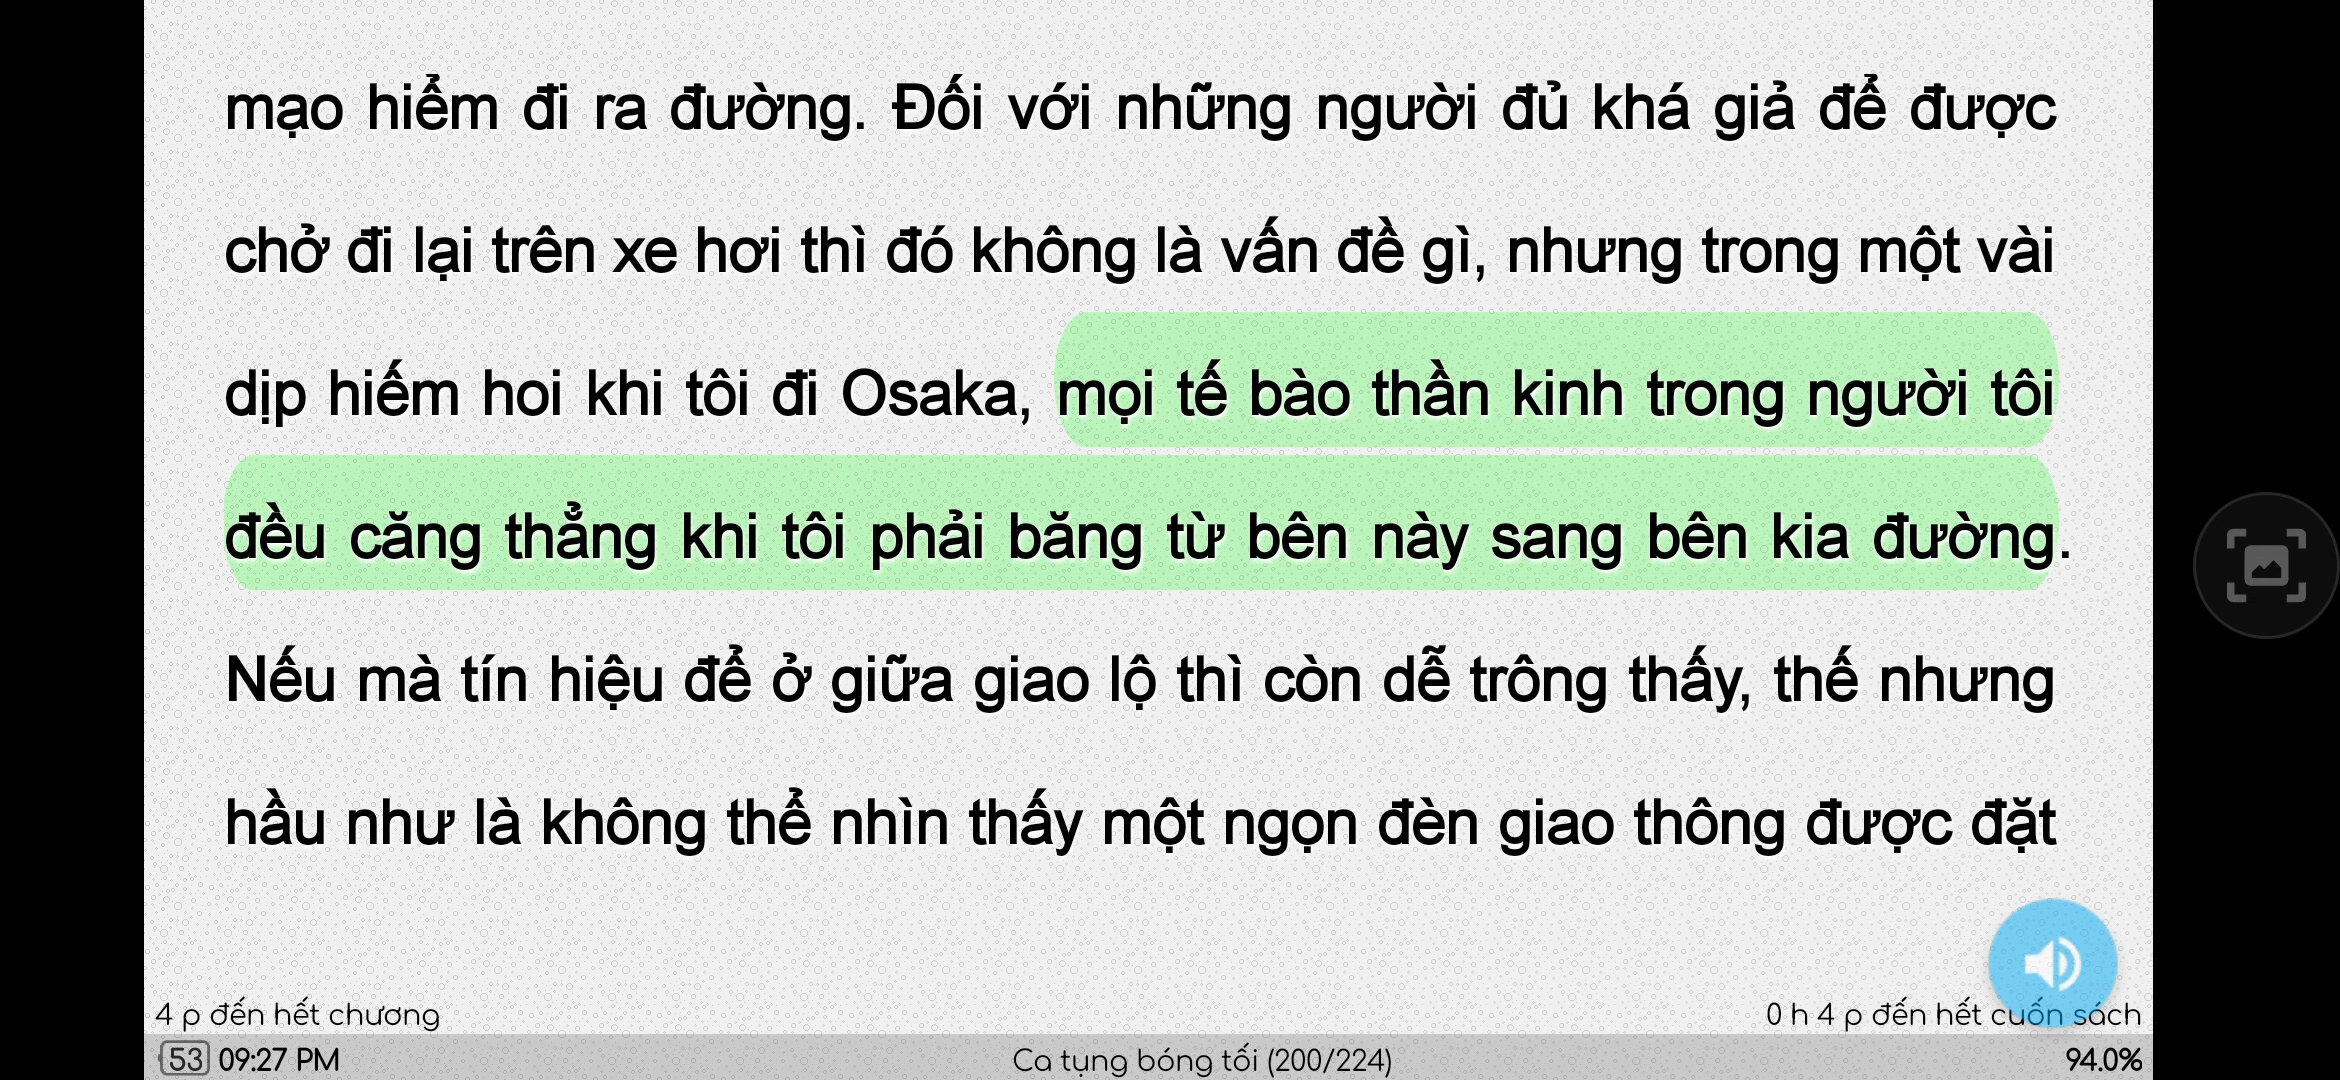 mạo hiểm đi ra đường. Đối với những người đủ khá giả để được
chở đi lại trên xe hơi thì đó không là vấn đề gì, nhưng trong một vài
dịp hiếm hoi khi tôi đi Osaka, mọi tế bào thần kinh trong người tôi
đều căng thẳng khi tôi phải băng từ bên này sang bên kia đường.
Nếu mà tín hiệu để ở giữa giao lộ thì còn dễ trông thấy, thế nhưng
hầu như là không thể nhìn thấy một ngọn đèn giao thông được đặt
4 p đến hết chương
0 h 4 p đến hết cuốn sách
53 09:27 PM
Ca tụng bóng tối (200/224)
94.0%